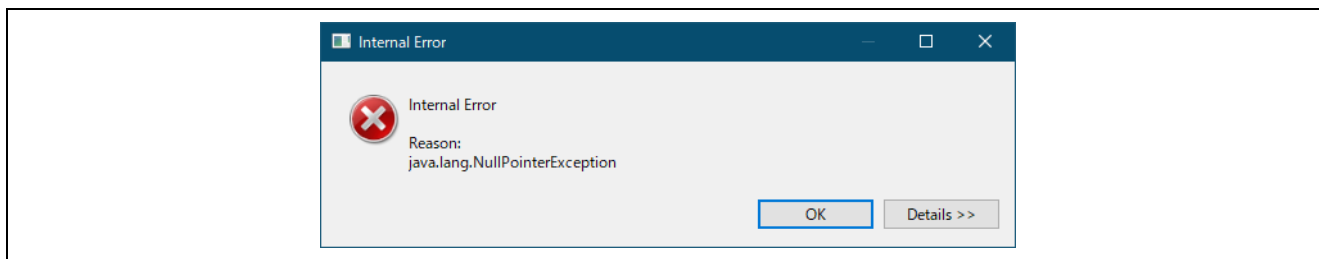 Internal Error
Internal Error
Reason:
java.lang.NullPointerException
OK
Details >>